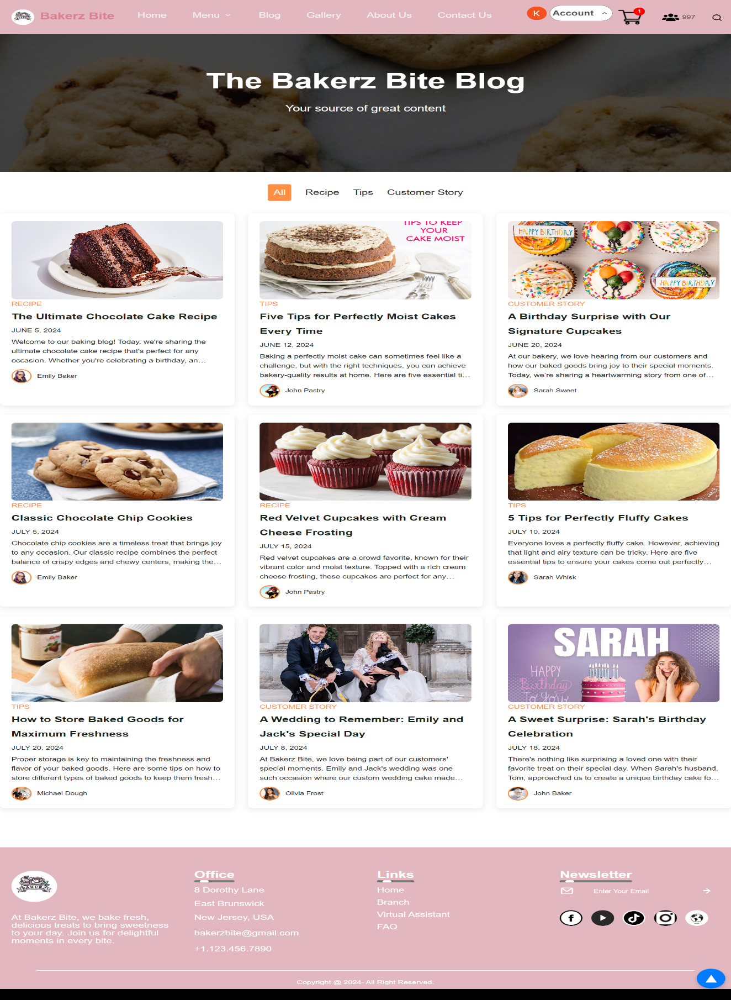 Bakerz Bite
Home
Menu
Blog
Gallery
About Us
Contact Us
K
Account
1
997
The Bakerz Bite Blog
Your source of great content
All
Recipe
Tips
Customer Story
RECIPE
The Ultimate Chocolate Cake Recipe
JUNE 5, 2024
Welcome to our baking blog! Today, we're sharing the
ultimate chocolate cake recipe that's perfect for any
occasion. Whether you're celebrating a birthday, an…
Emily Baker
TIPS TO KEEP
YOUR
CAKE MOIST
TIPS
Five Tips for Perfectly Moist Cakes
Every Time
JUNE 12, 2024
Baking a perfectly moist cake can sometimes feel like a
challenge, but with the right techniques, you can achieve
bakery-quality results at home. Here are five essential ti…
John Pastry
HAPPY BIRTHDAY
HAPPY BIRTHDAY
CUSTOMER STORY
A Birthday Surprise with Our
Signature Cupcakes
JUNE 20, 2024
At our bakery, we love hearing from our customers and
how our baked goods bring joy to their special moments.
Today, we're sharing a heartwarming story from one of…
Sarah Sweet
RECIPE
Classic Chocolate Chip Cookies
JULY 5, 2024
Chocolate chip cookies are a timeless treat that brings joy
to any occasion. Our classic recipe combines the perfect
balance of crispy edges and chewy centers, making the…
Emily Baker
RECIPE
Red Velvet Cupcakes with Cream
Cheese Frosting
JULY 15, 2024
Red velvet cupcakes are a crowd favorite, known for their
vibrant color and moist texture. Topped with a rich cream
cheese frosting, these cupcakes are perfect for any…
John Pastry
TIPS
5 Tips for Perfectly Fluffy Cakes
JULY 10, 2024
Everyone loves a perfectly fluffy cake. However, achieving
that light and airy texture can be tricky. Here are five
essential tips to ensure your cakes come out perfectly…
Sarah Whisk
TIPS
How to Store Baked Goods for
Maximum Freshness
JULY 20, 2024
Proper storage is key to maintaining the freshness and
flavor of your baked goods. Here are some tips on how to
store different types of baked goods to keep them fresh…
Michael Dough
CUSTOMER STORY
A Wedding to Remember: Emily and
Jack's Special Day
JULY 8, 2024
At Bakerz Bite, we love being part of our customers'
special moments. Emily and Jack's wedding was one
such occasion where our custom wedding cake made…
Olivia Frost
SARAH
HAPPY
Birthday
To You
CUSTOMER STORY
A Sweet Surprise: Sarah's Birthday
Celebration
JULY 18, 2024
There's nothing like surprising a loved one with their
favorite treat on their special day. When Sarah's husband,
Tom, approached us to create a unique birthday cake fo…
John Baker
BAKERZ
At Bakerz Bite, we bake fresh,
delicious treats to bring sweetness
to your day. Join us for delightful
moments in every bite.
Office
8 Dorothy Lane
East Brunswick
New Jersey, USA
bakerzbite@gmail.com
+1.123.456.7890
Links
Home
Branch
Virtual Assistant
FAQ
Newsletter
Enter Your Email
Copyright @ 2024- All Right Reserved.